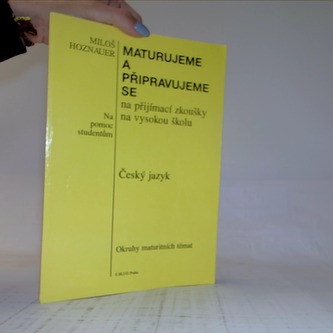 MILOŠ
HOZNAUER
MATURUJEME
A
PŘIPRAVUJEME
SE
na přijímací zkoušky
na vysokou školu
Na
pomoc
studentům
Český jazyk
Okruhy maturitních témat